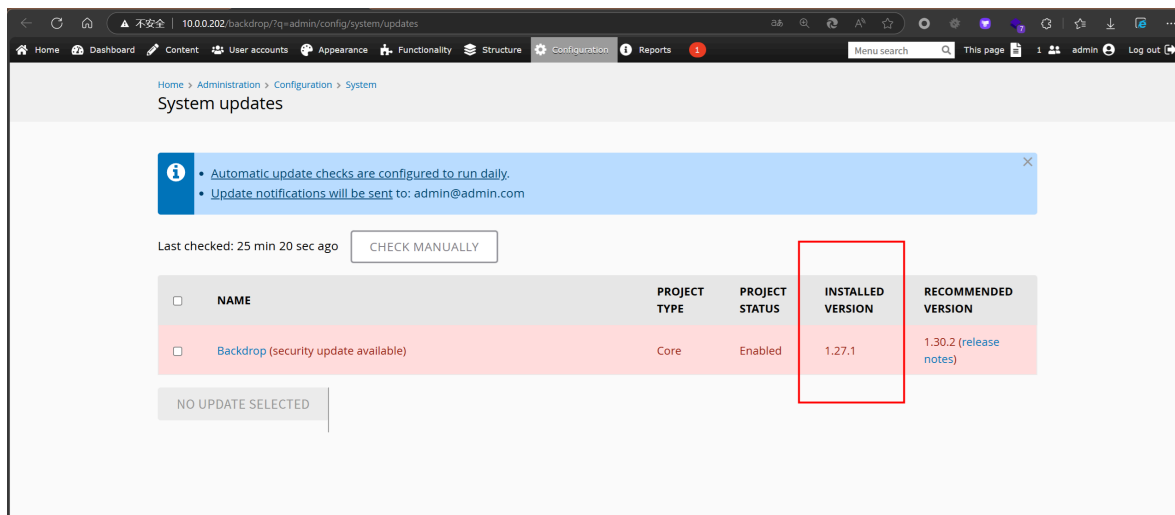 不安全 10.0.0.202/backdrop/?q=admin/config/system/updates
Home Dashboard Content User accounts Appearance Functionality Structure Configuration Reports 1 Menu search This page 1 admin Log out
Home > Administration > Configuration > System
System updates
• Automatic update checks are configured to run daily.
• Update notifications will be sent to: admin@admin.com
Last checked: 25 min 20 sec ago CHECK MANUALLY
NAME PROJECT TYPE PROJECT STATUS INSTALLED VERSION RECOMMENDED VERSION
Backdrop (security update available) Core Enabled 1.27.1 1.30.2 (release notes)
NO UPDATE SELECTED